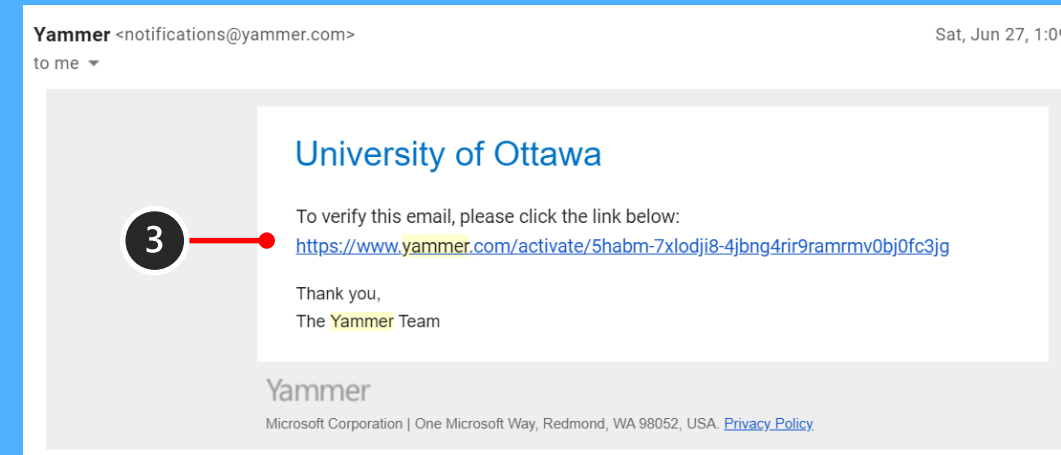 Yammer <notifications@yammer.com>
Sat, Jun 27, 1:09
to me
University of Ottawa
To verify this email, please click the link below:
3
https://www.yammer.com/activate/5habm-7xlodji8-4jbng4rir9ramrmv0bj0fc3jg
Thank you,
The Yammer Team
Yammer
Microsoft Corporation | One Microsoft Way, Redmond, WA 98052, USA. Privacy Policy